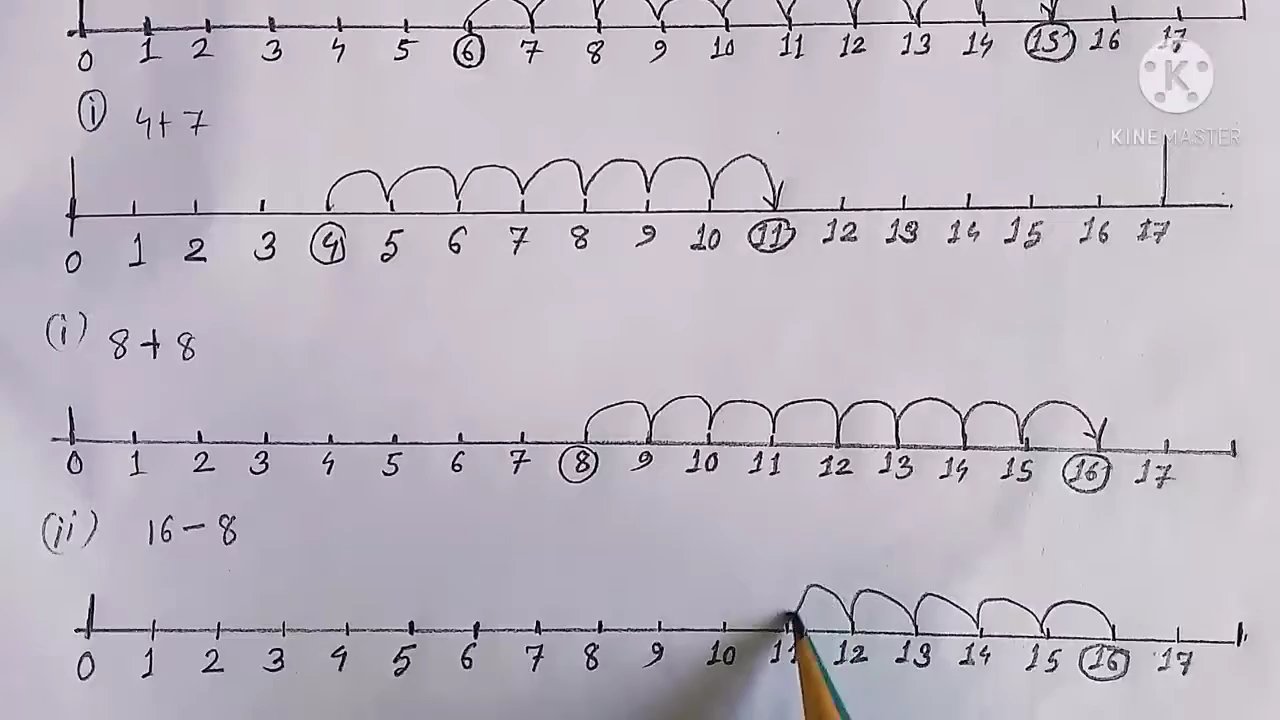 0 1 2 3 4 5 6 7 8 9 10 11 12 13 14 15 16 17
K
KINEMASTER
(i) 4+7
0 1 2 3 4 5 6 7 8 9 10 11 12 13 14 15 16 17
(i) 8+8
0 1 2 3 4 5 6 7 8 9 10 11 12 13 14 15 16 17
(ii) 16-8
0 1 2 3 4 5 6 7 8 9 10 11 12 13 14 15 16 17